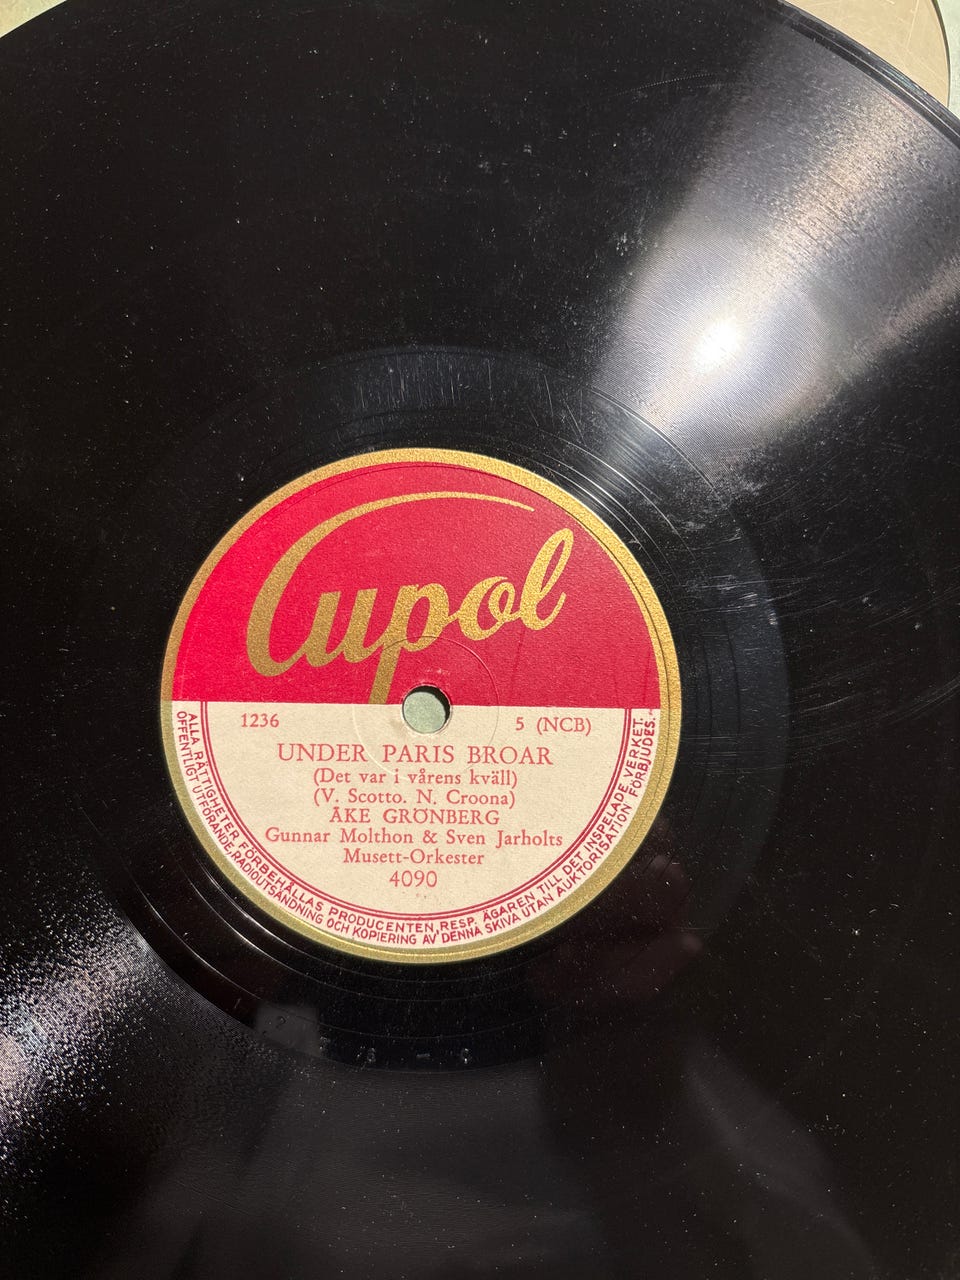 Cupol
1236 5 (NCB)
UNDER PARIS BROAR
(Det var i vårens kväll)
(V. Scotto. N. Croona)
ÅKE GRÖNBERG
Gunnar Molthon & Sven Jarholts
Musett-Orkester
4090
ALLA RÄTTIGHETER FÖRBEHÅLLAS PRODUCENTEN, RESP. ÄGAREN TILL DET INSPELADE VERKET.
OFFENTLIGT UTFÖRANDE, RADIOUTSÄNDNING OCH KOPIERING AV DENNA SKIVA UTAN AUKTORISATION FÖRBJUDES.